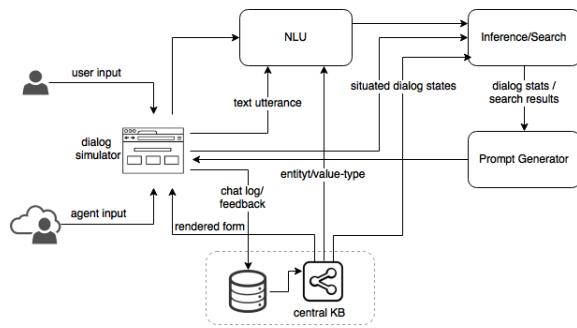 NLU
Inference/Search
user input
text utterance
situated dialog states
dialog stats /
search results
dialog
simulator
Prompt Generator
entityt/value-type
chat log/
feedback
agent input
rendered form
central KB